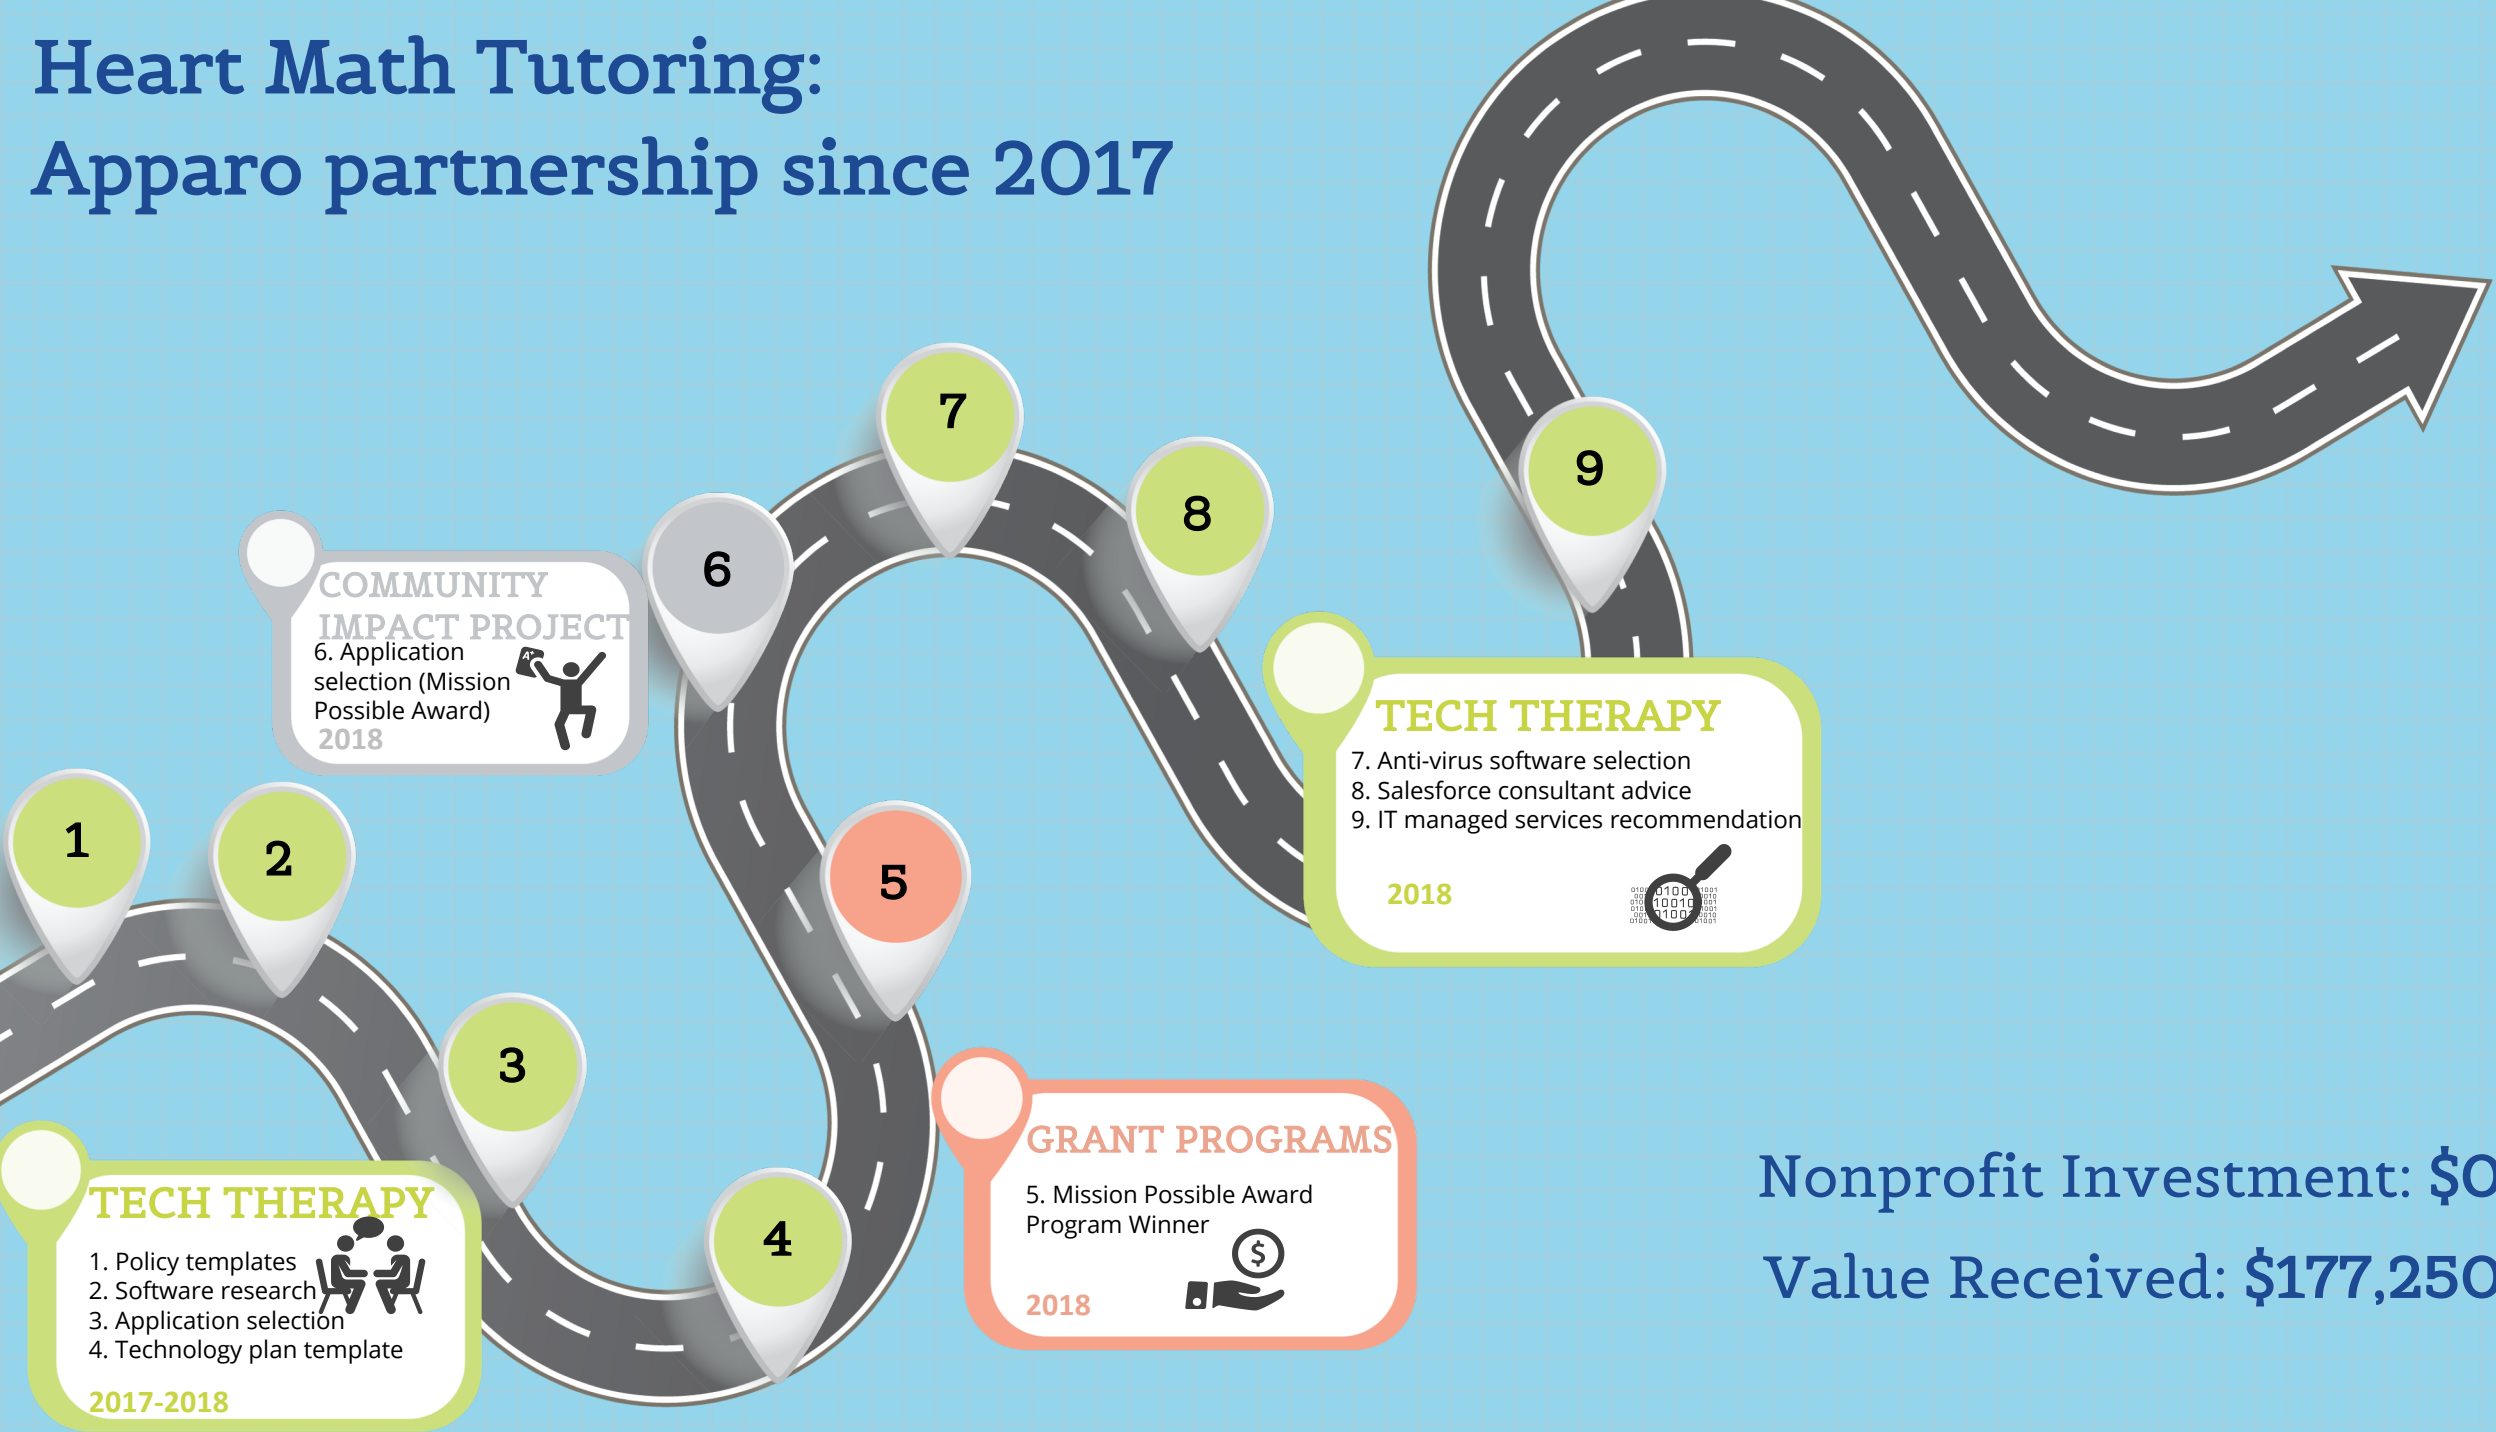 Heart Math Tutoring:
Apparo partnership since 2017
7
8
9
6
COMMUNITY
IMPACT PROJECT
6. Application
selection (Mission
Possible Award)
2018
A+
TECH THERAPY
7. Anti-virus software selection
8. Salesforce consultant advice
9. IT managed services recommendation
2018
1
2
5
3
4
GRANT PROGRAMS
5. Mission Possible Award
Program Winner
$
2018
TECH THERAPY
1. Policy templates
2. Software research
3. Application selection
4. Technology plan template
2017-2018
Nonprofit Investment: $0
Value Received: $177,250